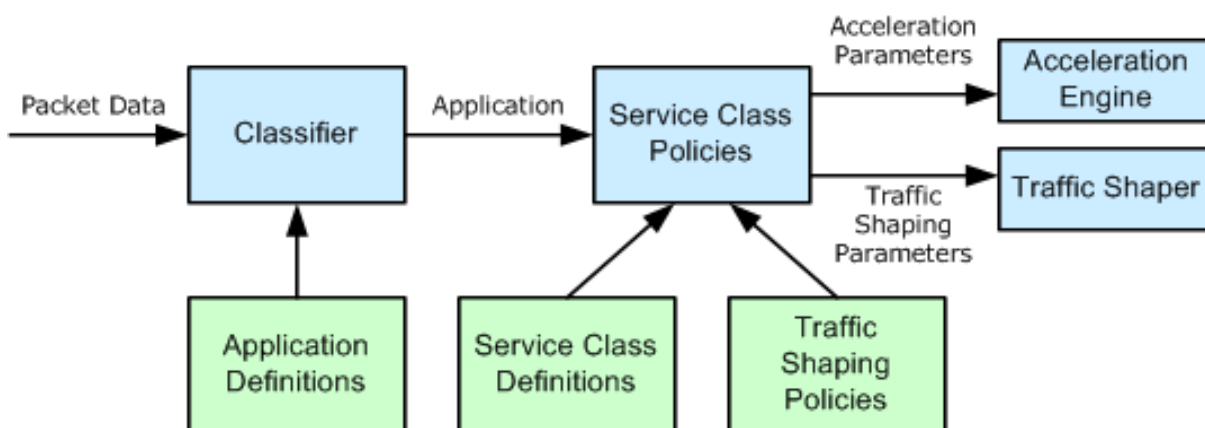 Acceleration
Parameters
Packet Data
Classifier
Application
Service Class
Policies
Acceleration
Engine
Traffic
Shaping
Parameters
Traffic Shaper
Application
Definitions
Service Class
Definitions
Traffic
Shaping
Policies